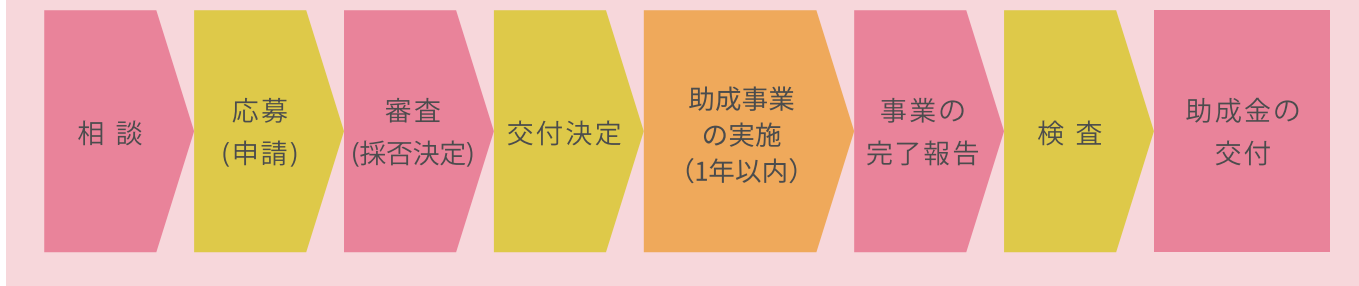 相談
応募
(申請)
審査
(採否決定)
交付決定
助成事業
の実施
（1年以内）
事業の
完了報告
検査
助成金の
交付